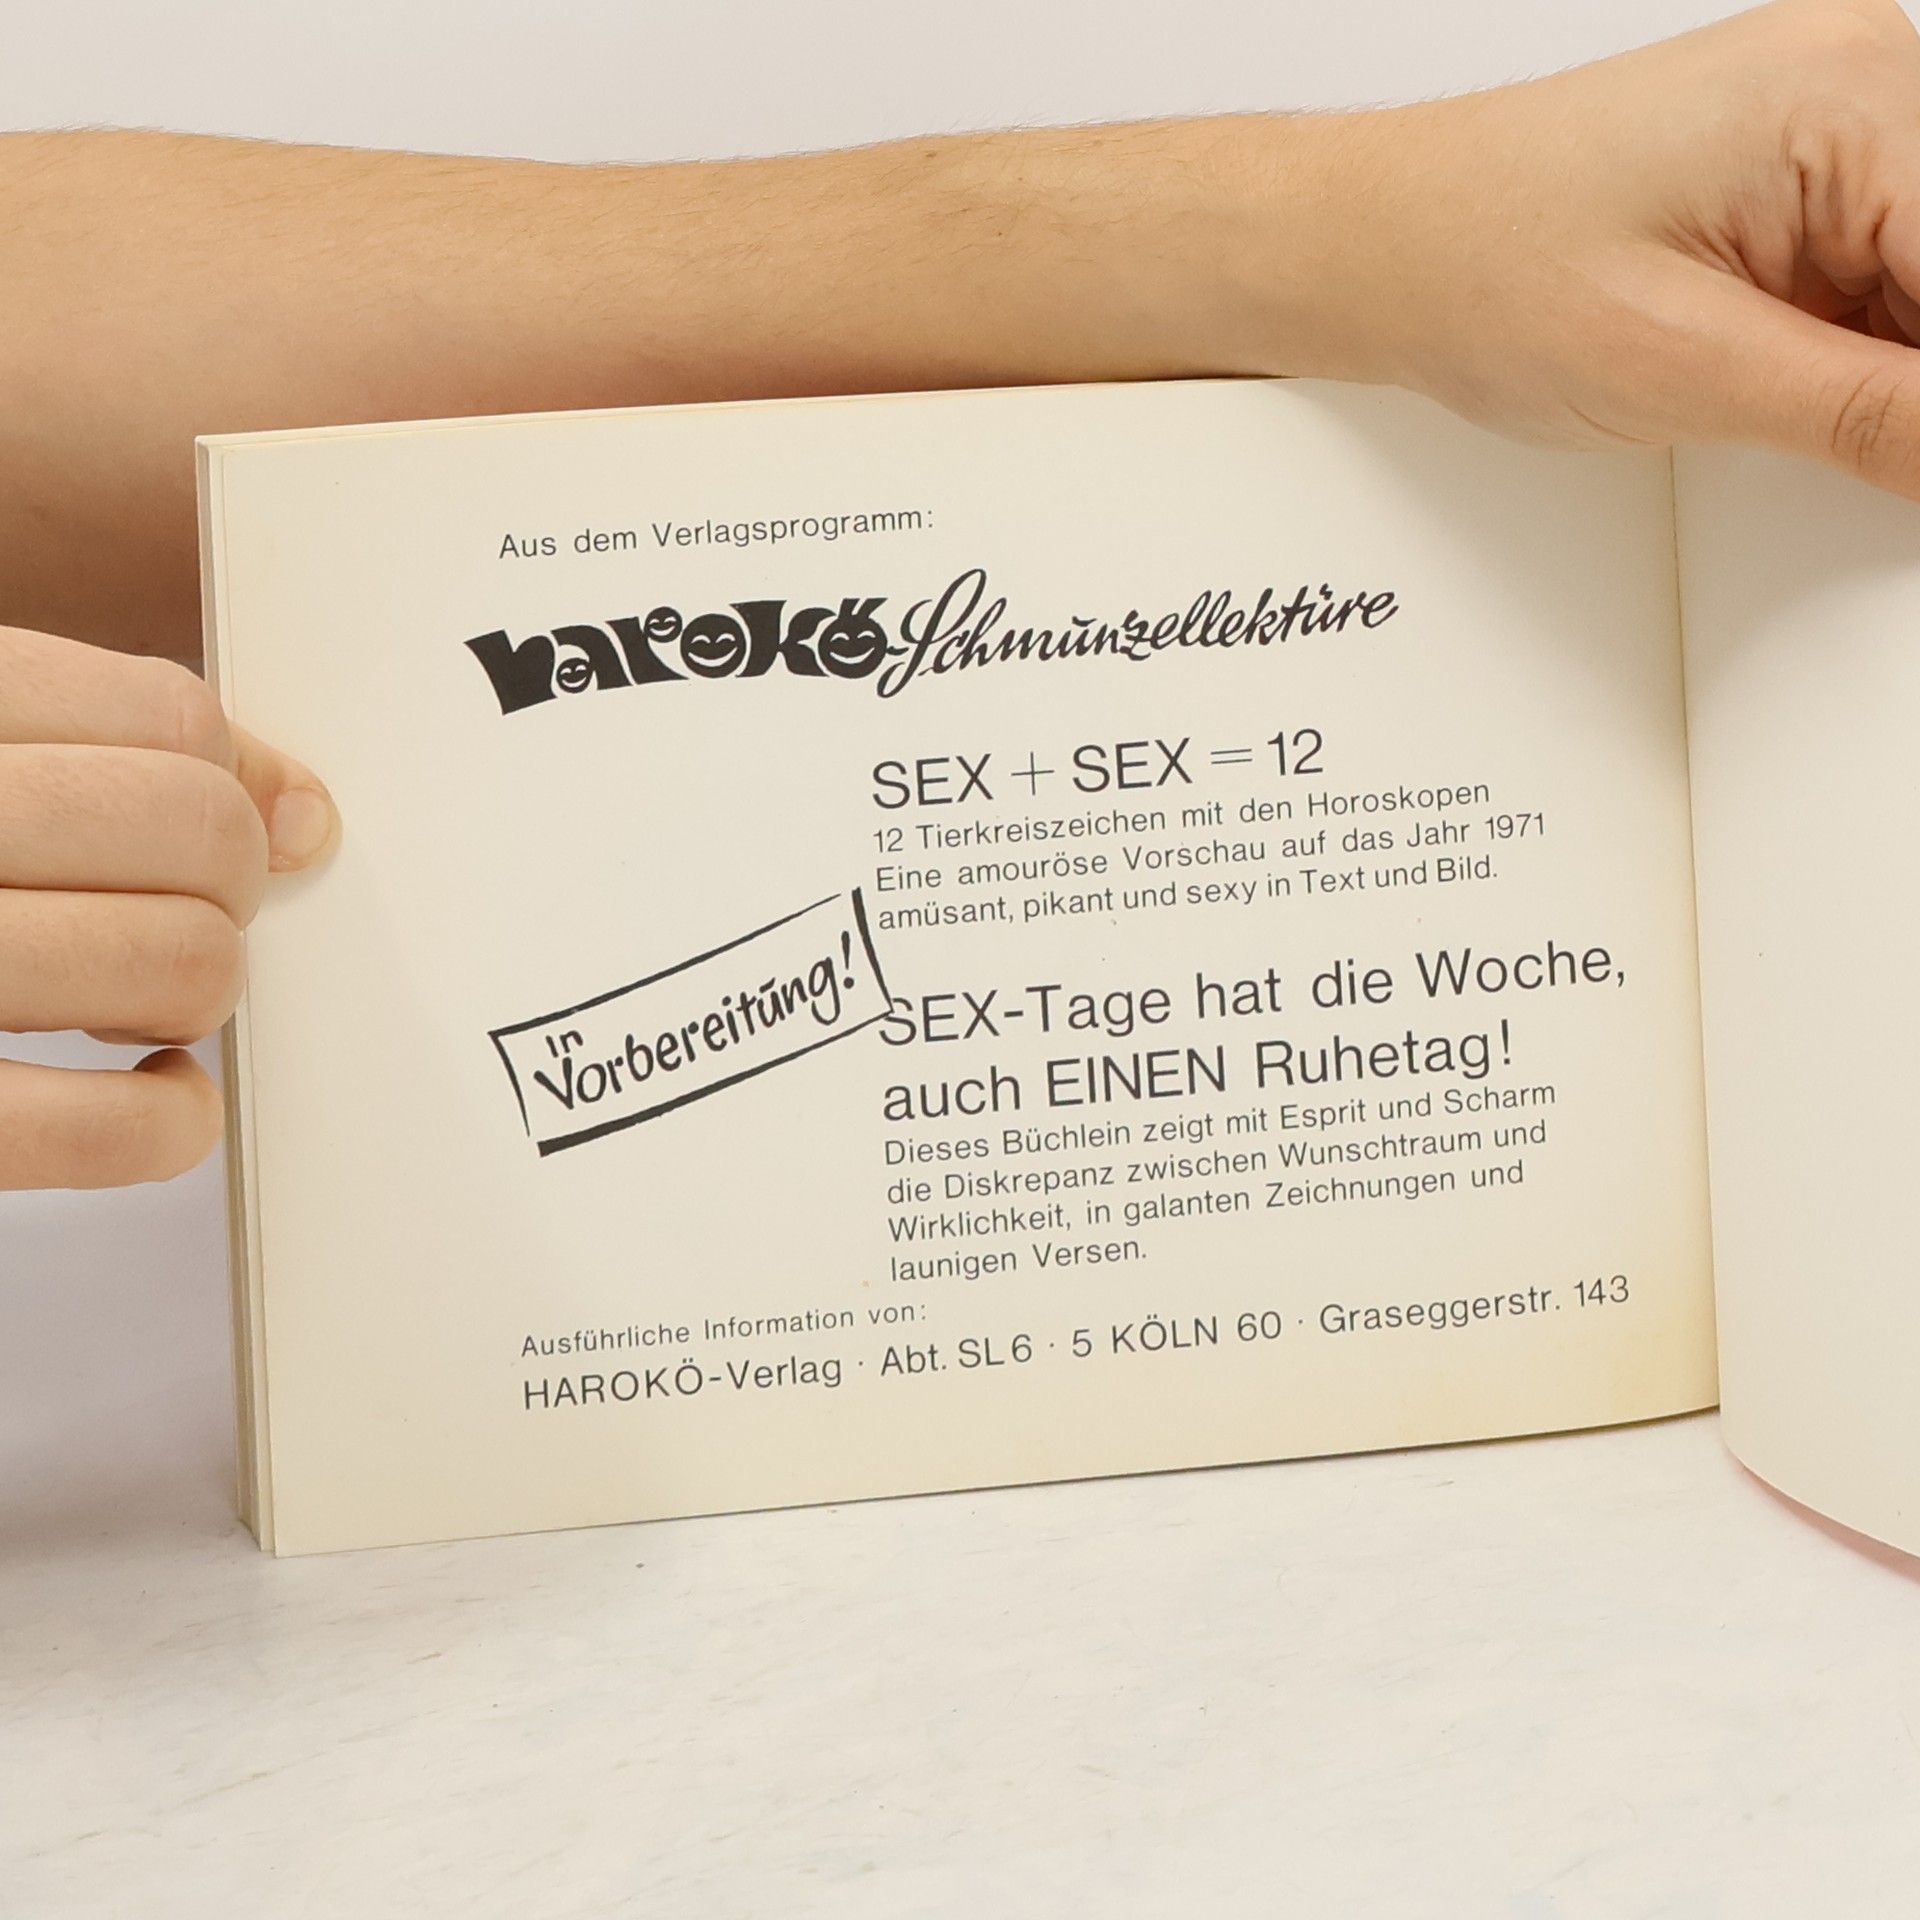 Aus dem Verlagsprogramm:
harokö-Schmunzellektüre
SEX + SEX = 12
12 Tierkreiszeichen mit den Horoskopen
Eine amouröse Vorschau auf das Jahr 1971
amüsant, pikant und sexy in Text und Bild.
in
Vorbereitung!
SEX-Tage hat die Woche,
auch EINEN Ruhetag!
Dieses Büchlein zeigt mit Esprit und Scharm
die Diskrepanz zwischen Wunschtraum und
Wirklichkeit, in galanten Zeichnungen und
launigen Versen.
Ausführliche Information von:
HAROKÖ-Verlag · Abt. SL 6 · 5 KÖLN 60 · Graseggerstr. 143